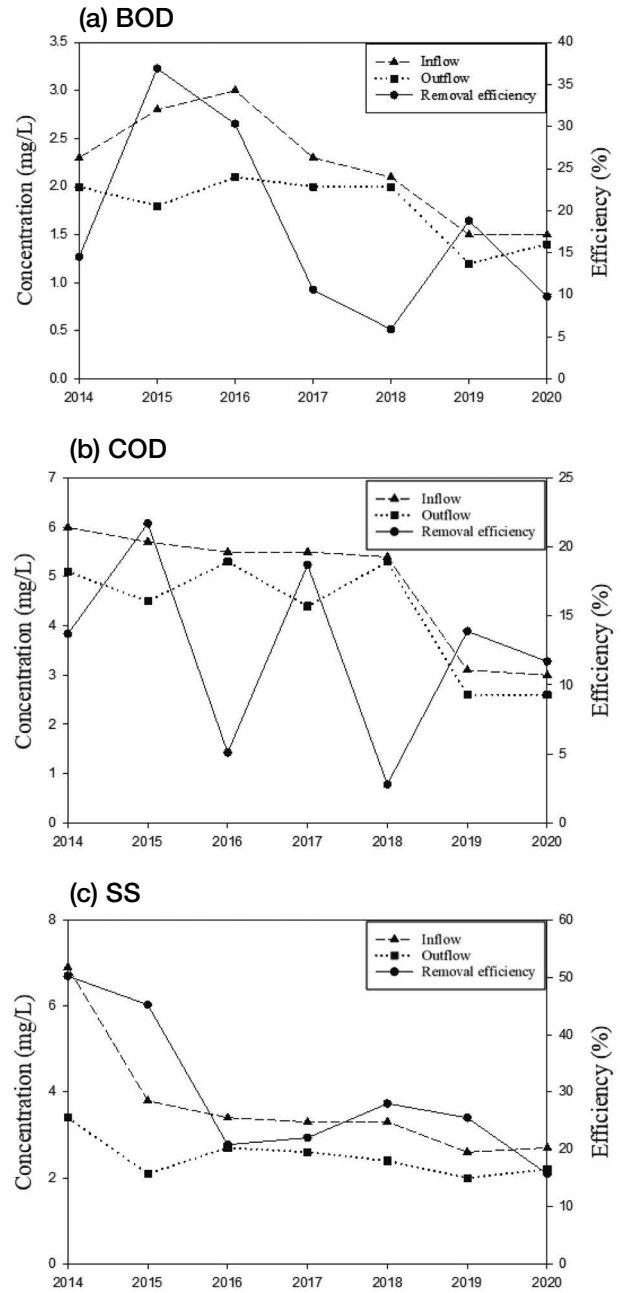 (a) BOD
Concentration (mg/L)
3.5
3.0
2.5
2.0
1.5
1.0
0.5
0.0
Inflow
Outflow
Removal efficiency
40
35
30
25
20
15
10
5
0
Efficiency (%)
2014 2015 2016 2017 2018 2019 2020
(b) COD
Concentration (mg/L)
7
6
5
4
3
2
1
0
Inflow
Outflow
Removal efficiency
25
20
15
10
5
0
Efficiency (%)
2014 2015 2016 2017 2018 2019 2020
(c) SS
Concentration (mg/L)
8
6
4
2
0
Inflow
Outflow
Removal efficiency
60
50
40
30
20
10
0
Efficiency (%)
2014 2015 2016 2017 2018 2019 2020